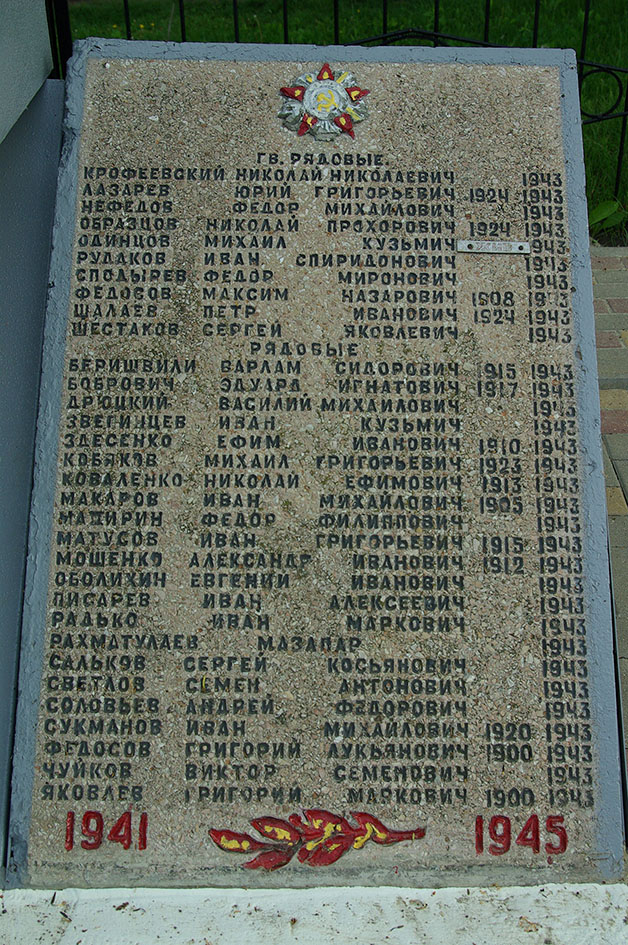 ГВ. РЯДОВЫЕ.
КРОФЕЕВСКИЙ НИКОЛАЙ НИКОЛАЕВИЧ 1943
ЛАЗАРЕВ ЮРИЙ ГРИГОРЬЕВИЧ 1924 1943
НЕФЕДОВ ФЕДОР МИХАЙЛОВИЧ 1943
ОБРАЗЦОВ НИКОЛАЙ ПРОХОРОВИЧ 1924 1943
ОДИНЦОВ МИХАИЛ КУЗЬМИЧ 1943
РУДАКОВ ИВАН СПИРИДОНОВИЧ 1943
СПОДЫРЕВ ФЕДОР МИРОНОВИЧ 1943
ФЕДОСОВ МАКСИМ НАЗАРОВИЧ 1908 1943
ШАЛАЕВ ПЕТР ИВАНОВИЧ 1924 1943
ШЕСТАКОВ СЕРГЕЙ ЯКОВЛЕВИЧ 1943
РЯДОВЫЕ
БЕРИШВИЛИ ВАРЛАМ СИДОРОВИЧ 1915 1943
БОБРОВИЧ ЭДУАРД ИГНАТОВИЧ 1917 1943
ДРЮЦКИЙ ВАСИЛИЙ МИХАИЛОВИЧ 1943
ЗВЕГИНЦЕВ ИВАН КУЗЬМИЧ 1943
ЗДЕСЕНКО ЕФИМ ИВАНОВИЧ 1910 1943
КОБЯКОВ МИХАИЛ ГРИГОРЬЕВИЧ 1923 1943
КОВАЛЕНКО НИКОЛАЙ ЕФИМОВИЧ 1913 1943
МАКАРОВ ИВАН МИХАЙЛОВИЧ 1905 1943
ФЕДОР ФИЛИППОВИЧ 1943
МАТУСОВ ИВАН ГРИГОРЬЕВИЧ 1915 1943
МОШЕНКО АЛЕКСАНДР ИВАНОВИЧ 1912 1943
ОБОЛИХИН ЕВГЕНИЙ ИВАНОВИЧ 1943
ПИСАРЕВ ИВАН АЛЕКСЕЕВИЧ 1943
РАДЬКО ИВАН МАРКОВИЧ 1943
РАХМАТУЛАЕВ МАЗАПАР 1943
САЛЬКОВ СЕРГЕЙ КОСЬЯНОВИЧ 1943
СВЕТЛОВ СЕМЕН АНТОНОВИЧ 1943
СОЛОВЬЕВ АНДРЕЙ ФЕДОРОВИЧ 1943
СУКМАНОВ ИВАН МИХАЙЛОВИЧ 1920 1943
ФЕДОСОВ ГРИГОРИЙ ЛУКЬЯНОВИЧ 1900 1943
ЧУЙКОВ ВИКТОР СЕМЕНОВИЧ 1943
ЯКОВЛЕВ ГРИГОРИЙ МАРКОВИЧ 1900 1943
1941 1945